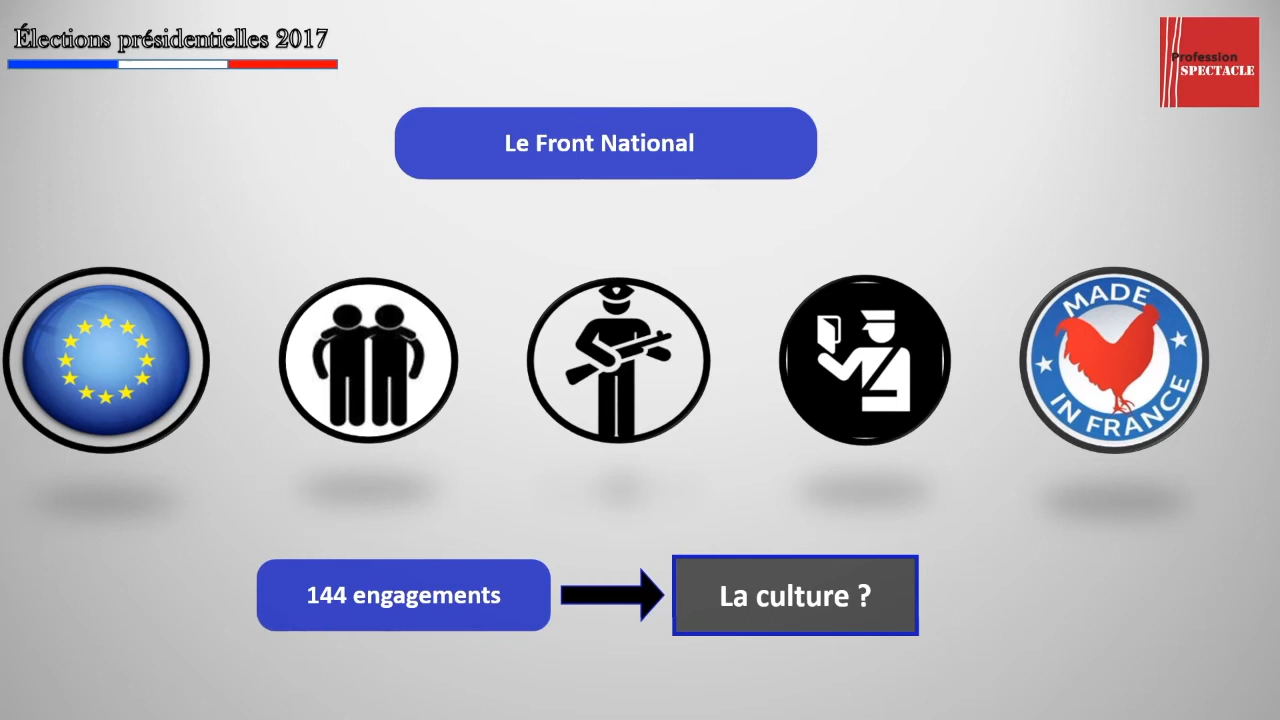 Élections présidentielles 2017
Profession
SPECTACLE
Le Front National
MADE
IN FRANCE
144 engagements
La culture ?